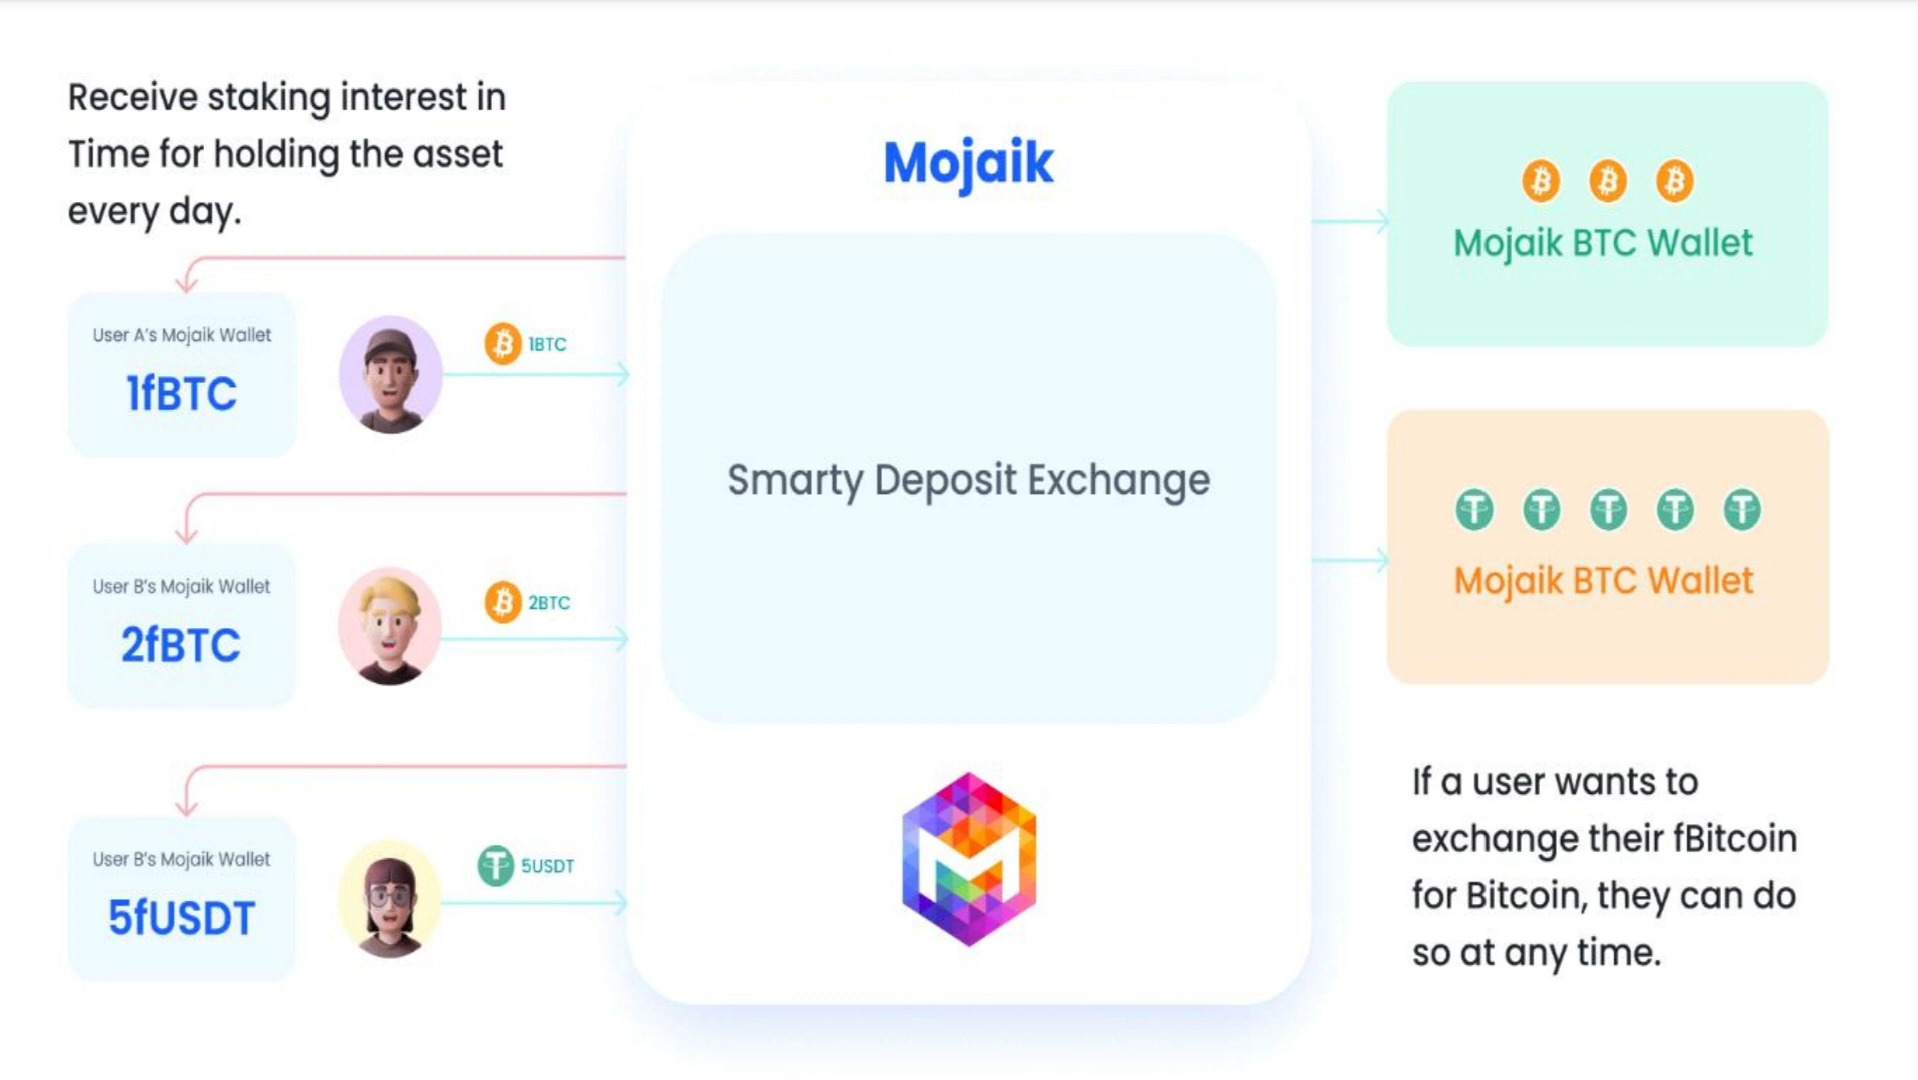 Receive staking interest in
Time for holding the asset
every day.
User A's Mojaik Wallet
1fBTC
1BTC
User B's Mojaik Wallet
2fBTC
2BTC
User B's Mojaik Wallet
5fUSDT
5USDT
Mojaik
Smarty Deposit Exchange
Mojaik BTC Wallet
Mojaik BTC Wallet
If a user wants to
exchange their fBitcoin
for Bitcoin, they can do
so at any time.